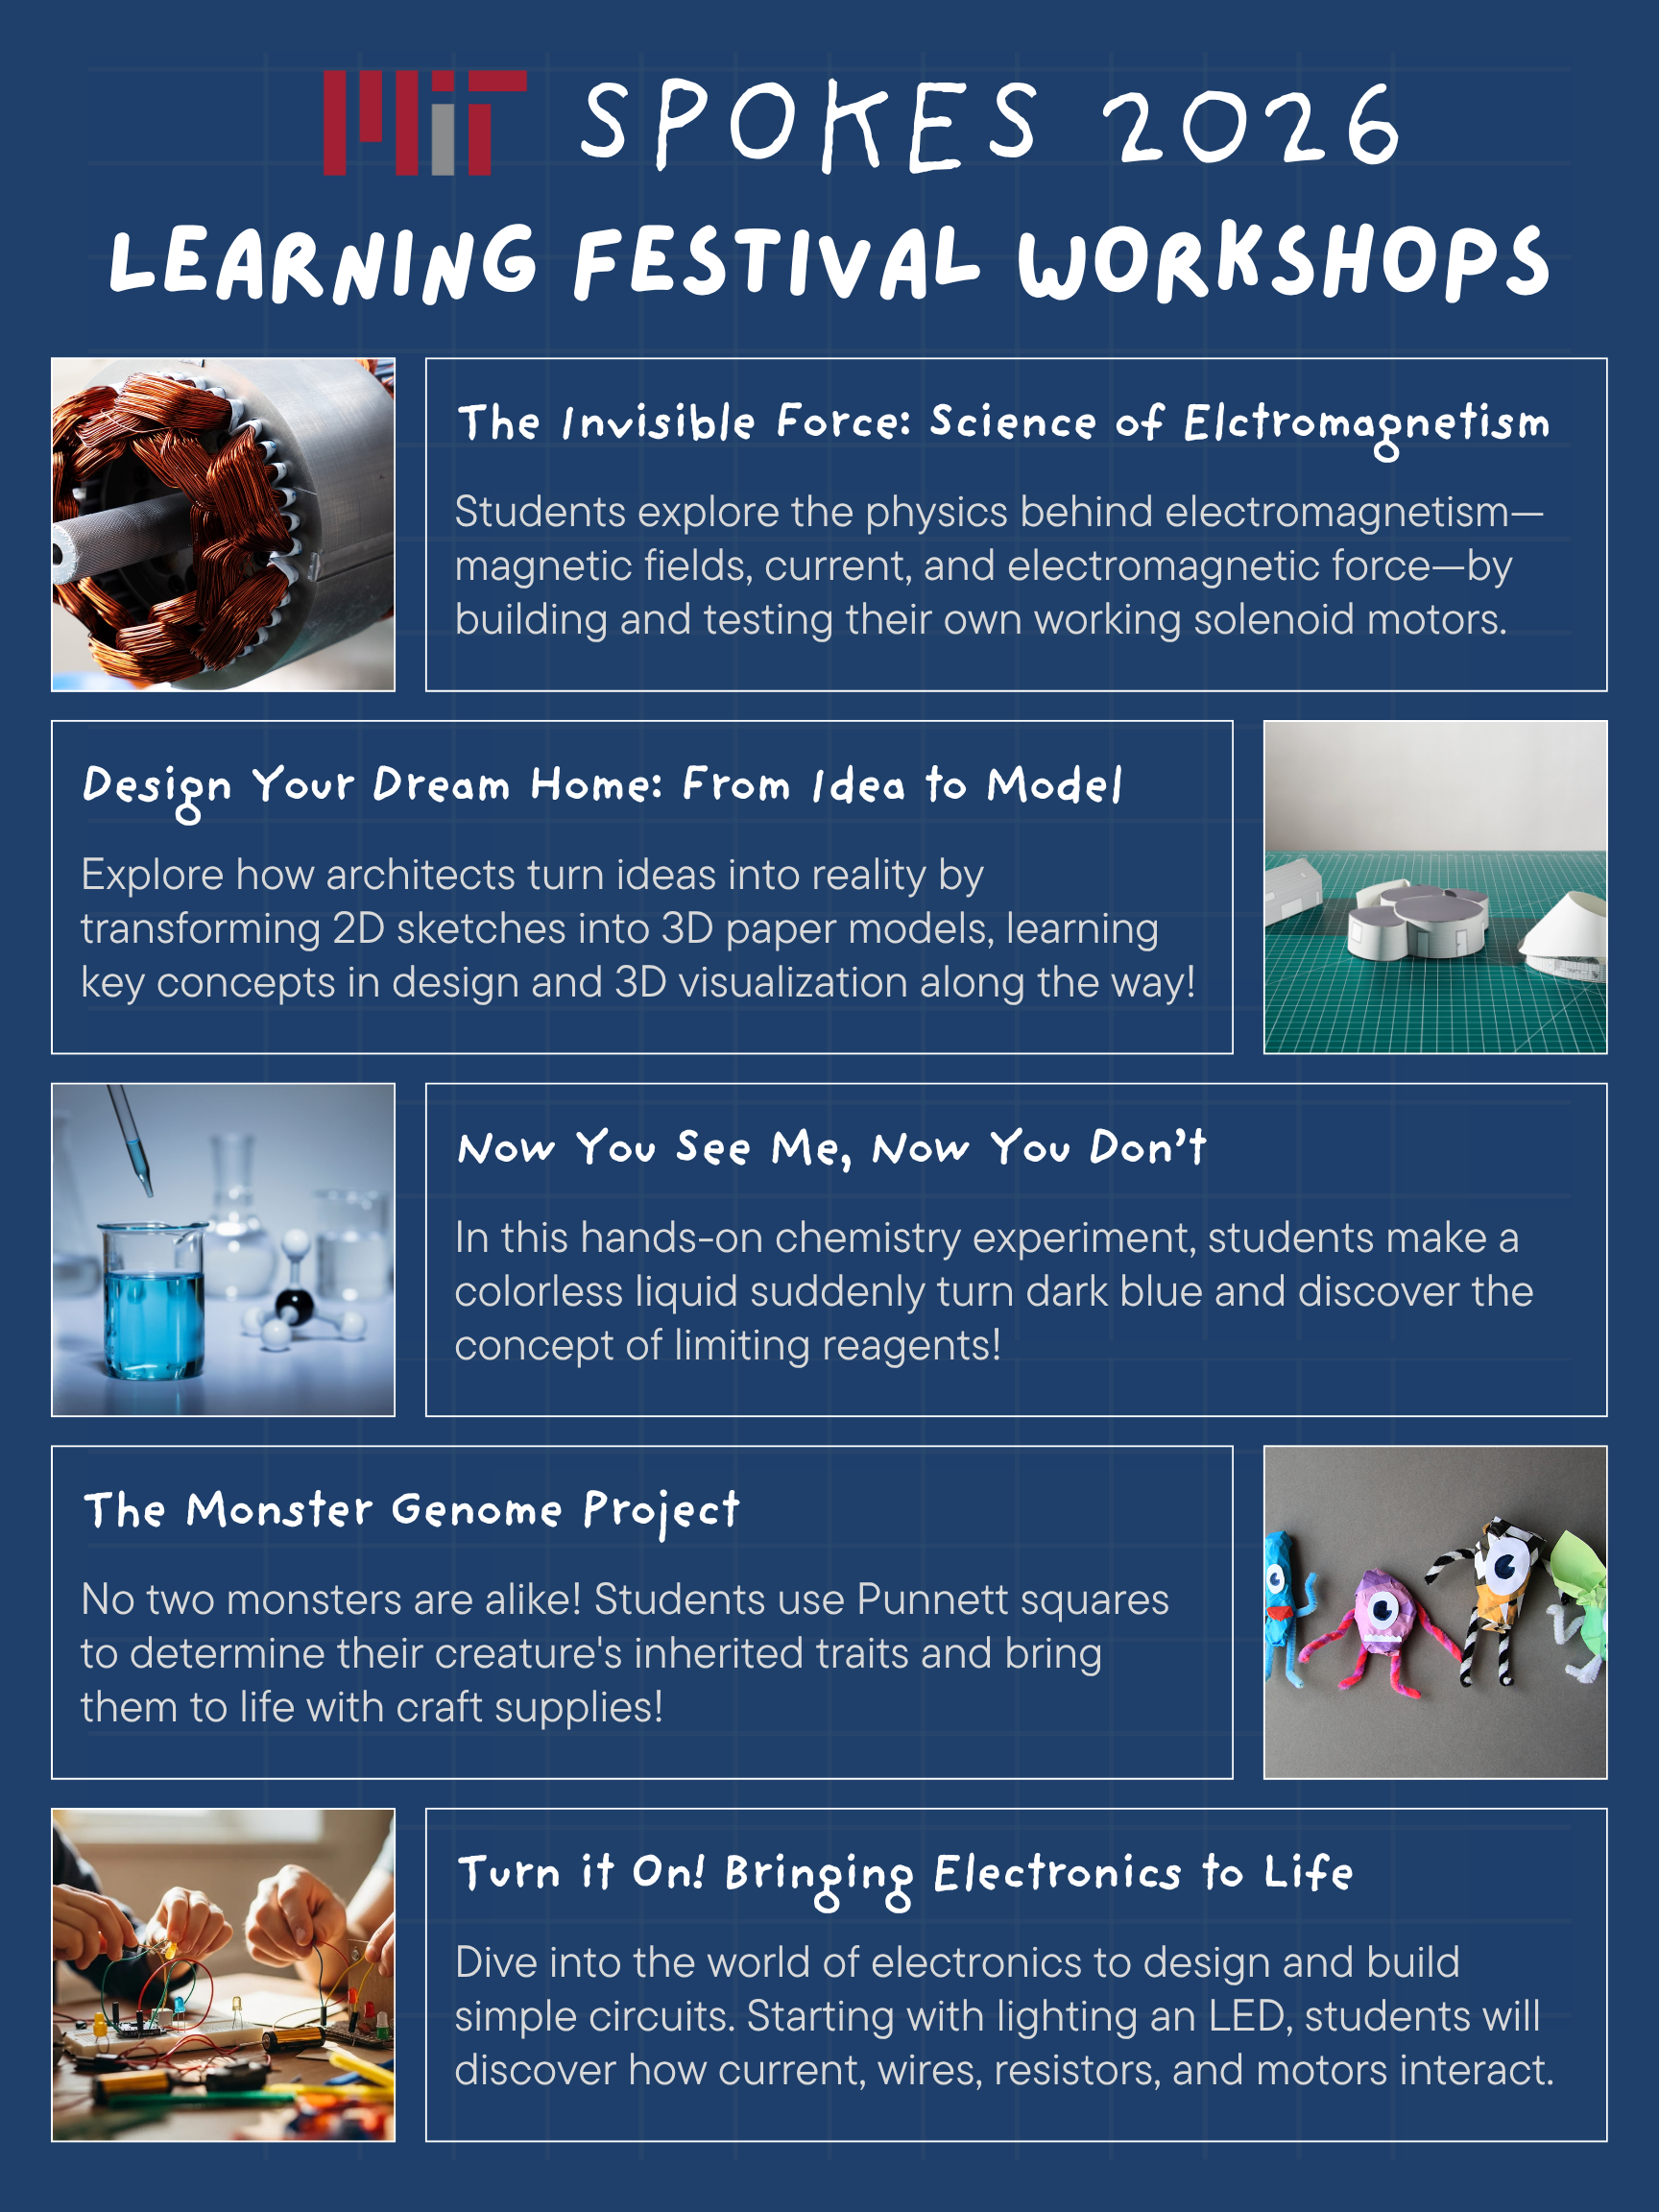 MIT SPOKES 2026
LEARNING FESTIVAL WORKSHOPS
The Invisible Force: Science of Elctromagnetism
Students explore the physics behind electromagnetism—
magnetic fields, current, and electromagnetic force—by
building and testing their own working solenoid motors.
Design Your Dream Home: From Idea to Model
Explore how architects turn ideas into reality by
transforming 2D sketches into 3D paper models, learning
key concepts in design and 3D visualization along the way!
Now You See Me, Now You Don't
In this hands-on chemistry experiment, students make a
colorless liquid suddenly turn dark blue and discover the
concept of limiting reagents!
The Monster Genome Project
No two monsters are alike! Students use Punnett squares
to determine their creature's inherited traits and bring
them to life with craft supplies!
Turn it On! Bringing Electronics to Life
Dive into the world of electronics to design and build
simple circuits. Starting with lighting an LED, students will
discover how current, wires, resistors, and motors interact.